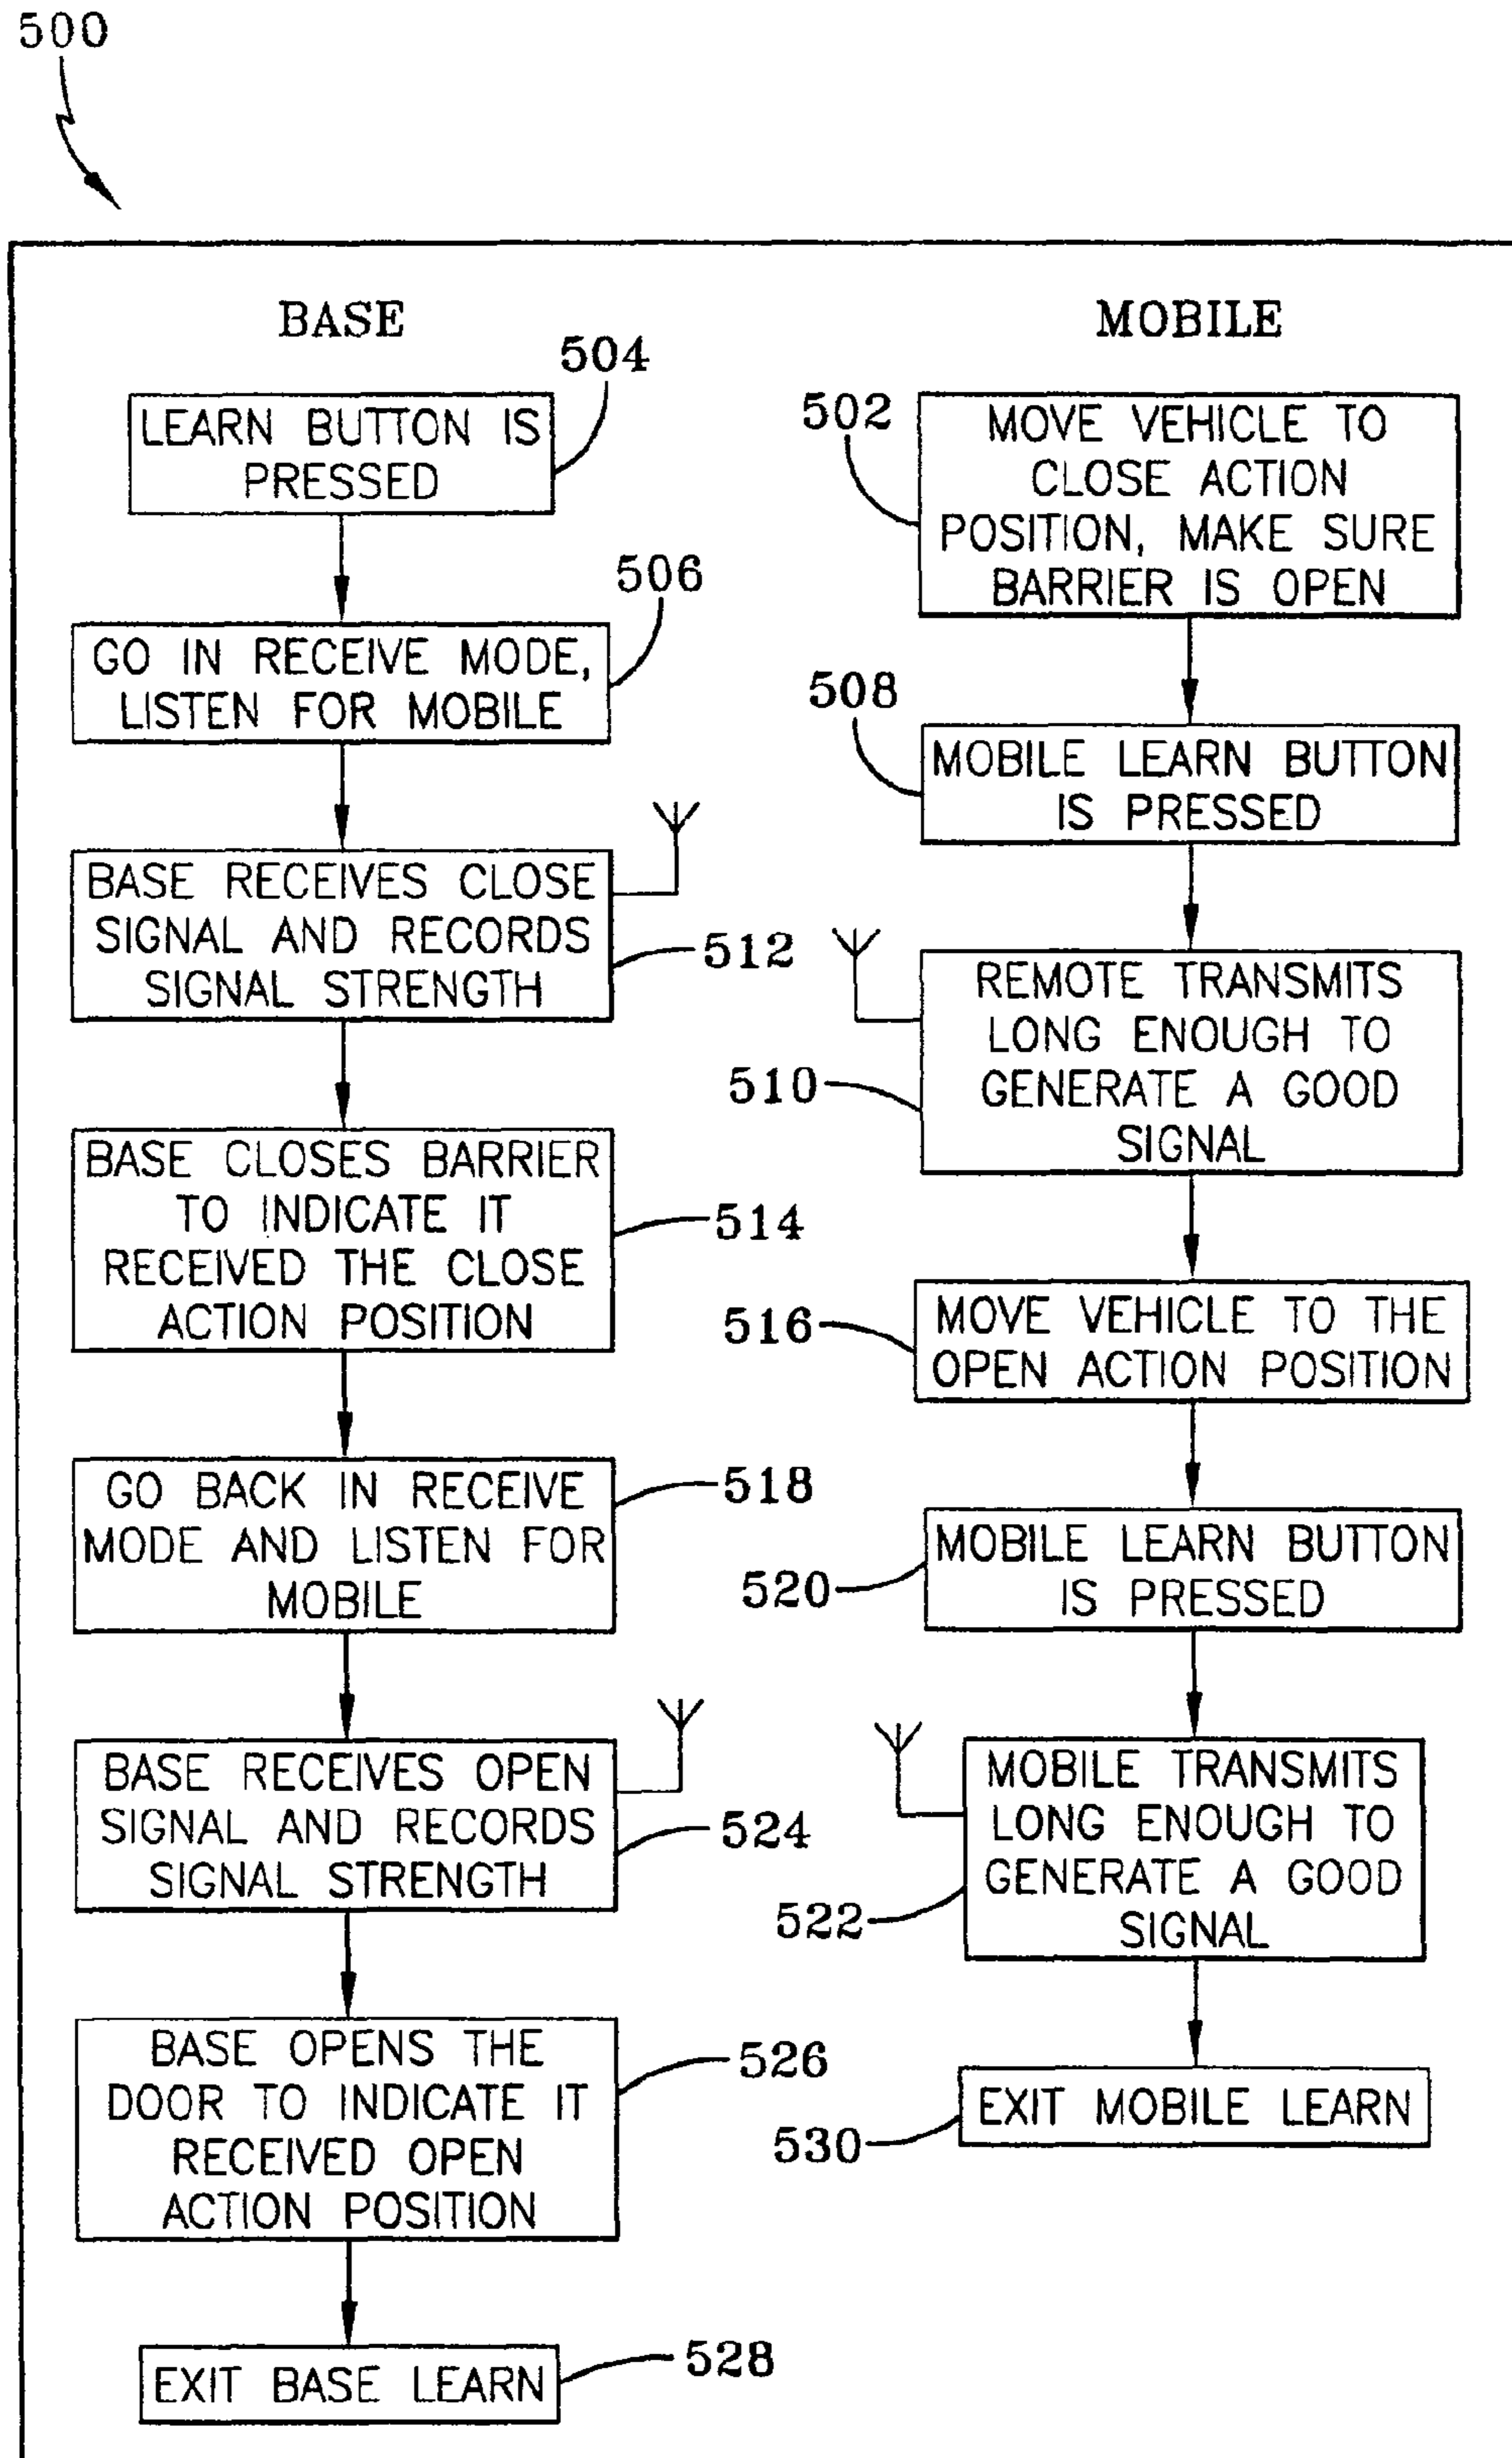 500
BASE
504
LEARN BUTTON IS
PRESSED
506
GO IN RECEIVE MODE,
LISTEN FOR MOBILE
BASE RECEIVES CLOSE
SIGNAL AND RECORDS
SIGNAL STRENGTH
512
BASE CLOSES BARRIER
TO INDICATE IT
RECEIVED THE CLOSE
ACTION POSITION
514
GO BACK IN RECEIVE
MODE AND LISTEN FOR
MOBILE
518
BASE RECEIVES OPEN
SIGNAL AND RECORDS
SIGNAL STRENGTH
524
BASE OPENS THE
DOOR TO INDICATE IT
RECEIVED OPEN
ACTION POSITION
526
EXIT BASE LEARN
528
MOBILE
502
MOVE VEHICLE TO
CLOSE ACTION
POSITION, MAKE SURE
BARRIER IS OPEN
508
MOBILE LEARN BUTTON
IS PRESSED
REMOTE TRANSMITS
LONG ENOUGH TO
GENERATE A GOOD
SIGNAL
510
MOVE VEHICLE TO THE
OPEN ACTION POSITION
516
MOBILE LEARN BUTTON
IS PRESSED
520
MOBILE TRANSMITS
LONG ENOUGH TO
GENERATE A GOOD
SIGNAL
522
EXIT MOBILE LEARN
530